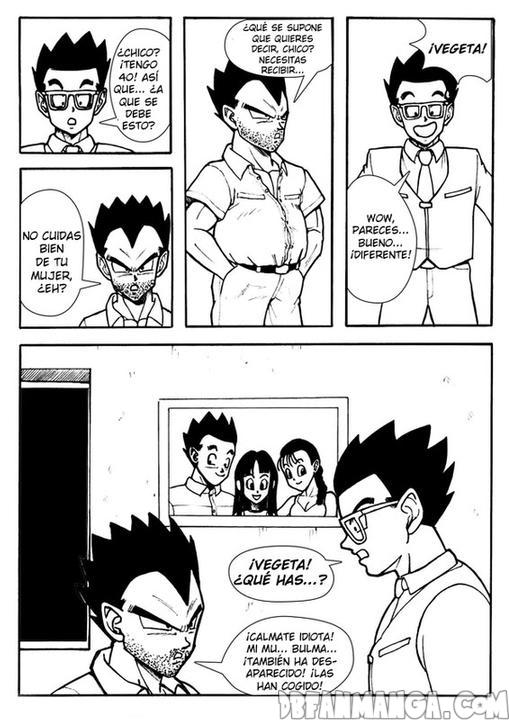 ¡VEGETA!
WOW,
PARECES...
BUENO...
¡DIFERENTE!
¿QUÉ SE SUPONE
QUE QUIERES
DECIR, CHICO?
NECESITAS
RECIBIR...
¿CHICO?
¡TENGO
40! ASÍ
QUE... ¿A
QUE SE
DEBE
ESTO?
NO CUIDAS
BIEN
DE TU
MUJER,
¿EH?
¡VEGETA!
¿QUÉ HAS...?
¡CALMATE IDIOTA!
MI MU... BULMA...
¡TAMBIÉN HA DES-
APARECIDO! ¡LAS
HAN COGIDO!
DBFANMANGA.COM